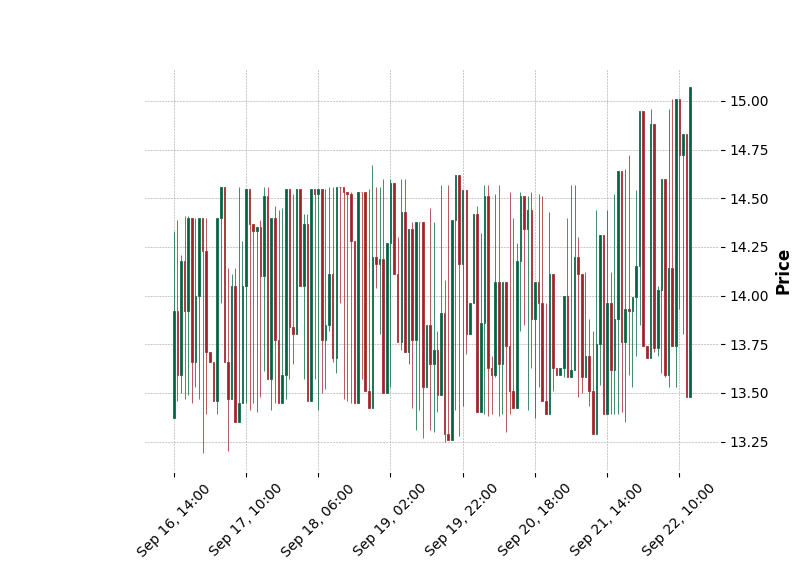 15.00
14.75
14.50
14.25
14.00
13.75
13.50
13.25
Price
Sep 16, 14:00
Sep 17, 10:00
Sep 18, 06:00
Sep 19, 02:00
Sep 19, 22:00
Sep 20, 18:00
Sep 21, 14:00
Sep 22, 10:00